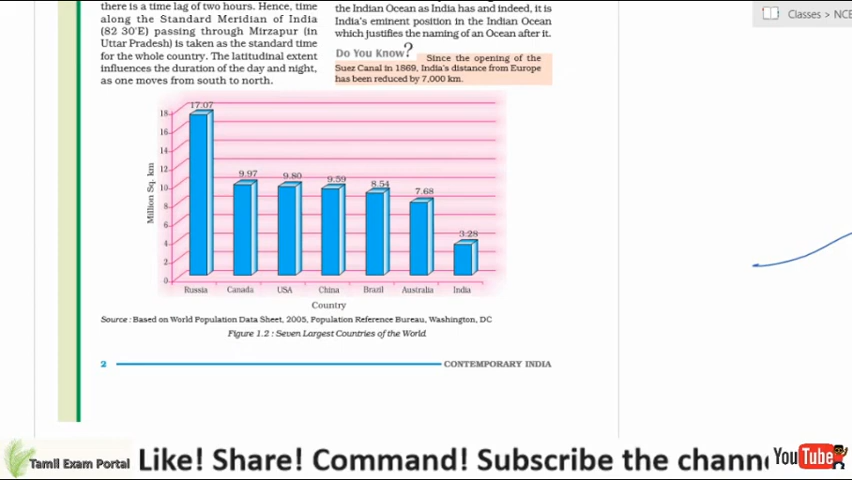 there is a time lag of two hours. Hence, time
along the Standard Meridian of India
(82 30'E) passing through Mirzapur (in
Uttar Pradesh) is taken as the standard time
for the whole country. The latitudinal extent
influences the duration of the day and night,
as one moves from south to north.
the Indian Ocean as India has and indeed, it is
India's eminent position in the Indian Ocean
which justifies the naming of an Ocean after it.
Do You Know?
Since the opening of the
Suez Canal in 1869, India's distance from Europe
has been reduced by 7,000 km.
Classes > NCE
Million Sq. km
18
16
14
12
10
8
6
4
2
0
17.07
9.97
9.80
9.59
8.54
7.68
3.28
Russia Canada USA China Brazil Australia India
Country
Source : Based on World Population Data Sheet, 2005, Population Reference Bureau, Washington, DC
Figure 1.2 : Seven Largest Countries of the World
2
CONTEMPORARY INDIA
Tamil Exam Portal
Like! Share! Command! Subscribe the channe
YouTube